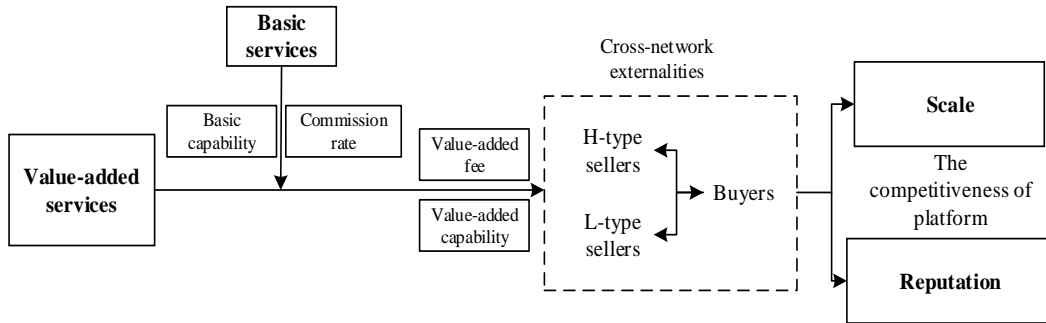 Basic
services
Cross-network
externalities
Basic
capability
Commission
rate
Value-added
services
Value-added
fee
Value-added
capability
H-type
sellers
L-type
sellers
Buyers
Scale
The
competitiveness of
platform
Reputation